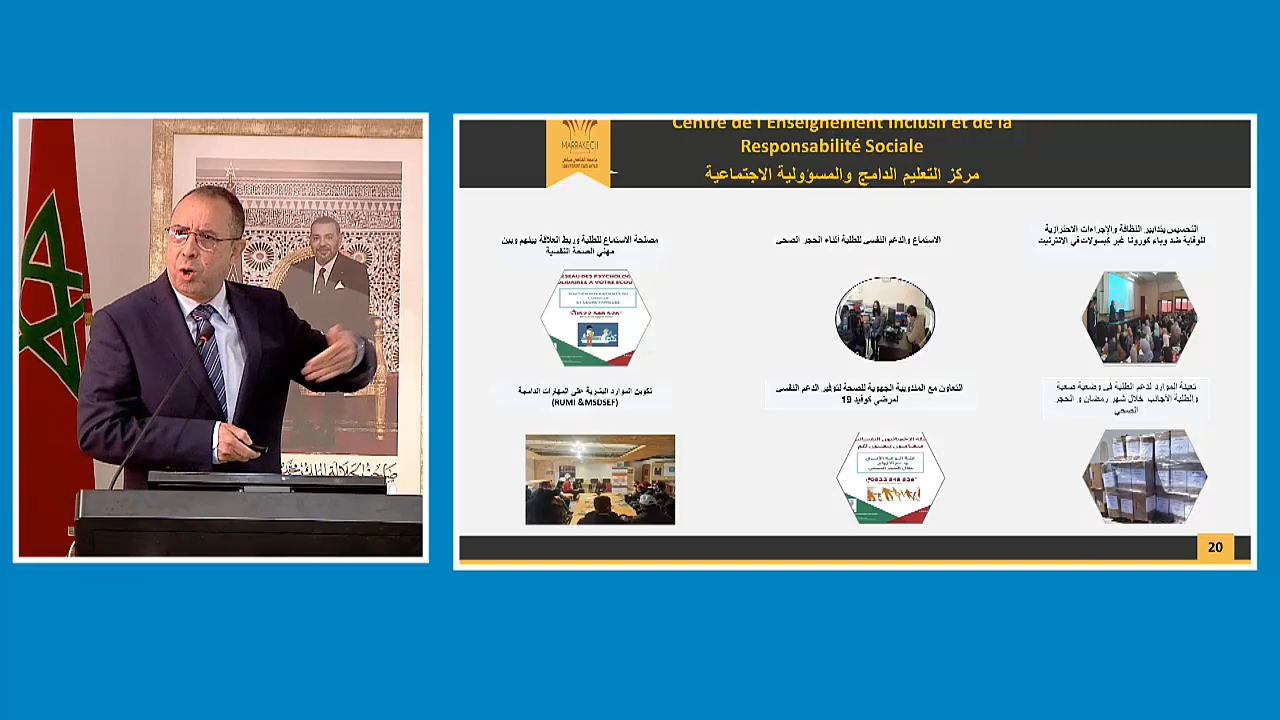 Centre de l'Enseignement Inclusif et de la
Responsabilité Sociale
مركز التعليم الدامج والمسؤولية الاجتماعية
MARRAKECH
التحسيس بتدابير النظافة والإجراءات الاحترازية
للوقاية ضد وباء كورونا عبر كبسولات في الانترنيت
الاستماع والدعم النفسي للطلبة أثناء الحجر الصحي
مصلحة الاستماع للطلبة وربط العلاقة بينهم وبين
مهني الصحة النفسية
تعبئة الموارد لدعم الطلبة في وضعية صعبة
والطلبة الأجانب خلال شهر رمضان و الحجر
الصحي
التعاون مع المندوبية الجهوية للصحة لتوفير الدعم النفسي
لمرضى كوفيد 19
تكوين الموارد البشرية على المهارات الدامجة
(RUMI &MSDSEF)
20